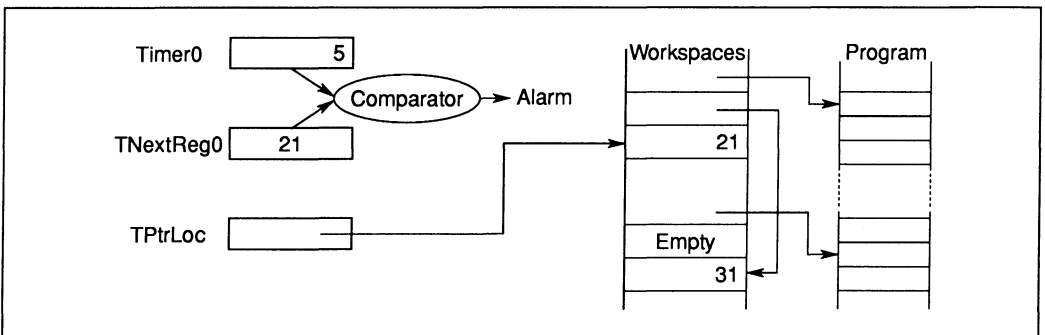 Timer0
5
Comparator
Alarm
TNextReg0
21
TPtrLoc
Workspaces
21
Empty
31
Program